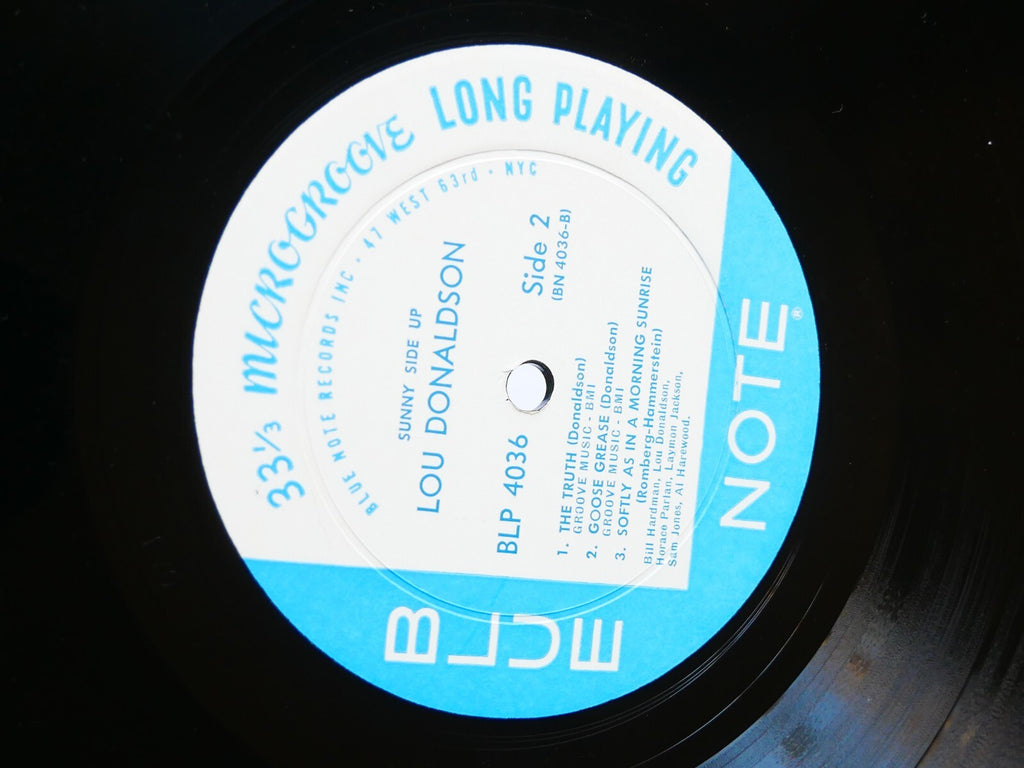 33⅓ MICROGROOVE LONG PLAYING
BLUE NOTE RECORDS INC · 47 WEST 63rd · NYC
SUNNY SIDE UP
LOU DONALDSON
BLP 4036
Side 2
(BN 4036-B)
1. THE TRUTH (Donaldson)
GROOVE MUSIC - BMI
2. GOOSE GREASE (Donaldson)
GROOVE MUSIC - BMI
3. SOFTLY AS IN A MORNING SUNRISE
(Romberg-Hammerstein)
Bill Hardman, Lou Donaldson,
Horace Parlan, Laymon Jackson,
Sam Jones, Al Harewood.
BLUE
NOTE®